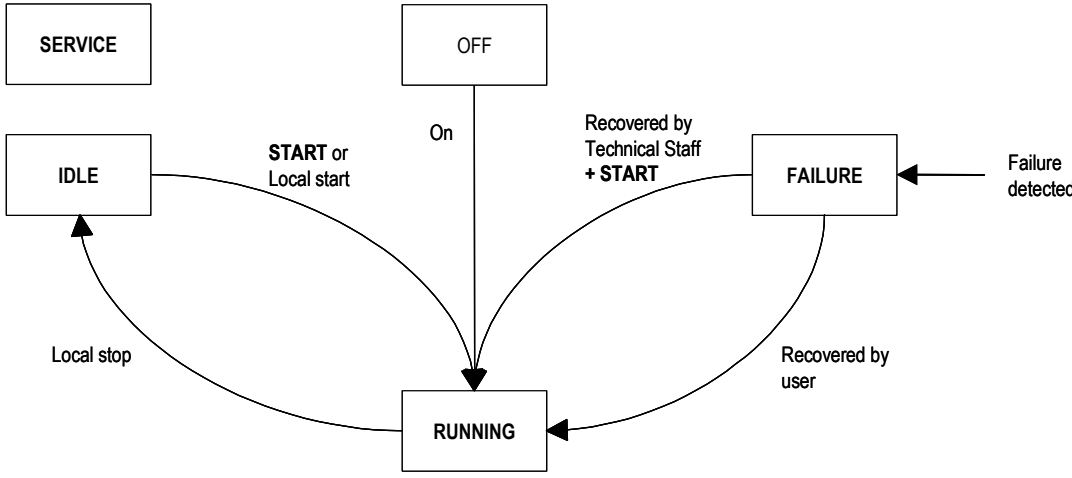 SERVICE
OFF
On
Recovered by
Technical Staff
+ START
START or
Local start
IDLE
FAILURE
Failure
detected
Local stop
Recovered by
user
RUNNING